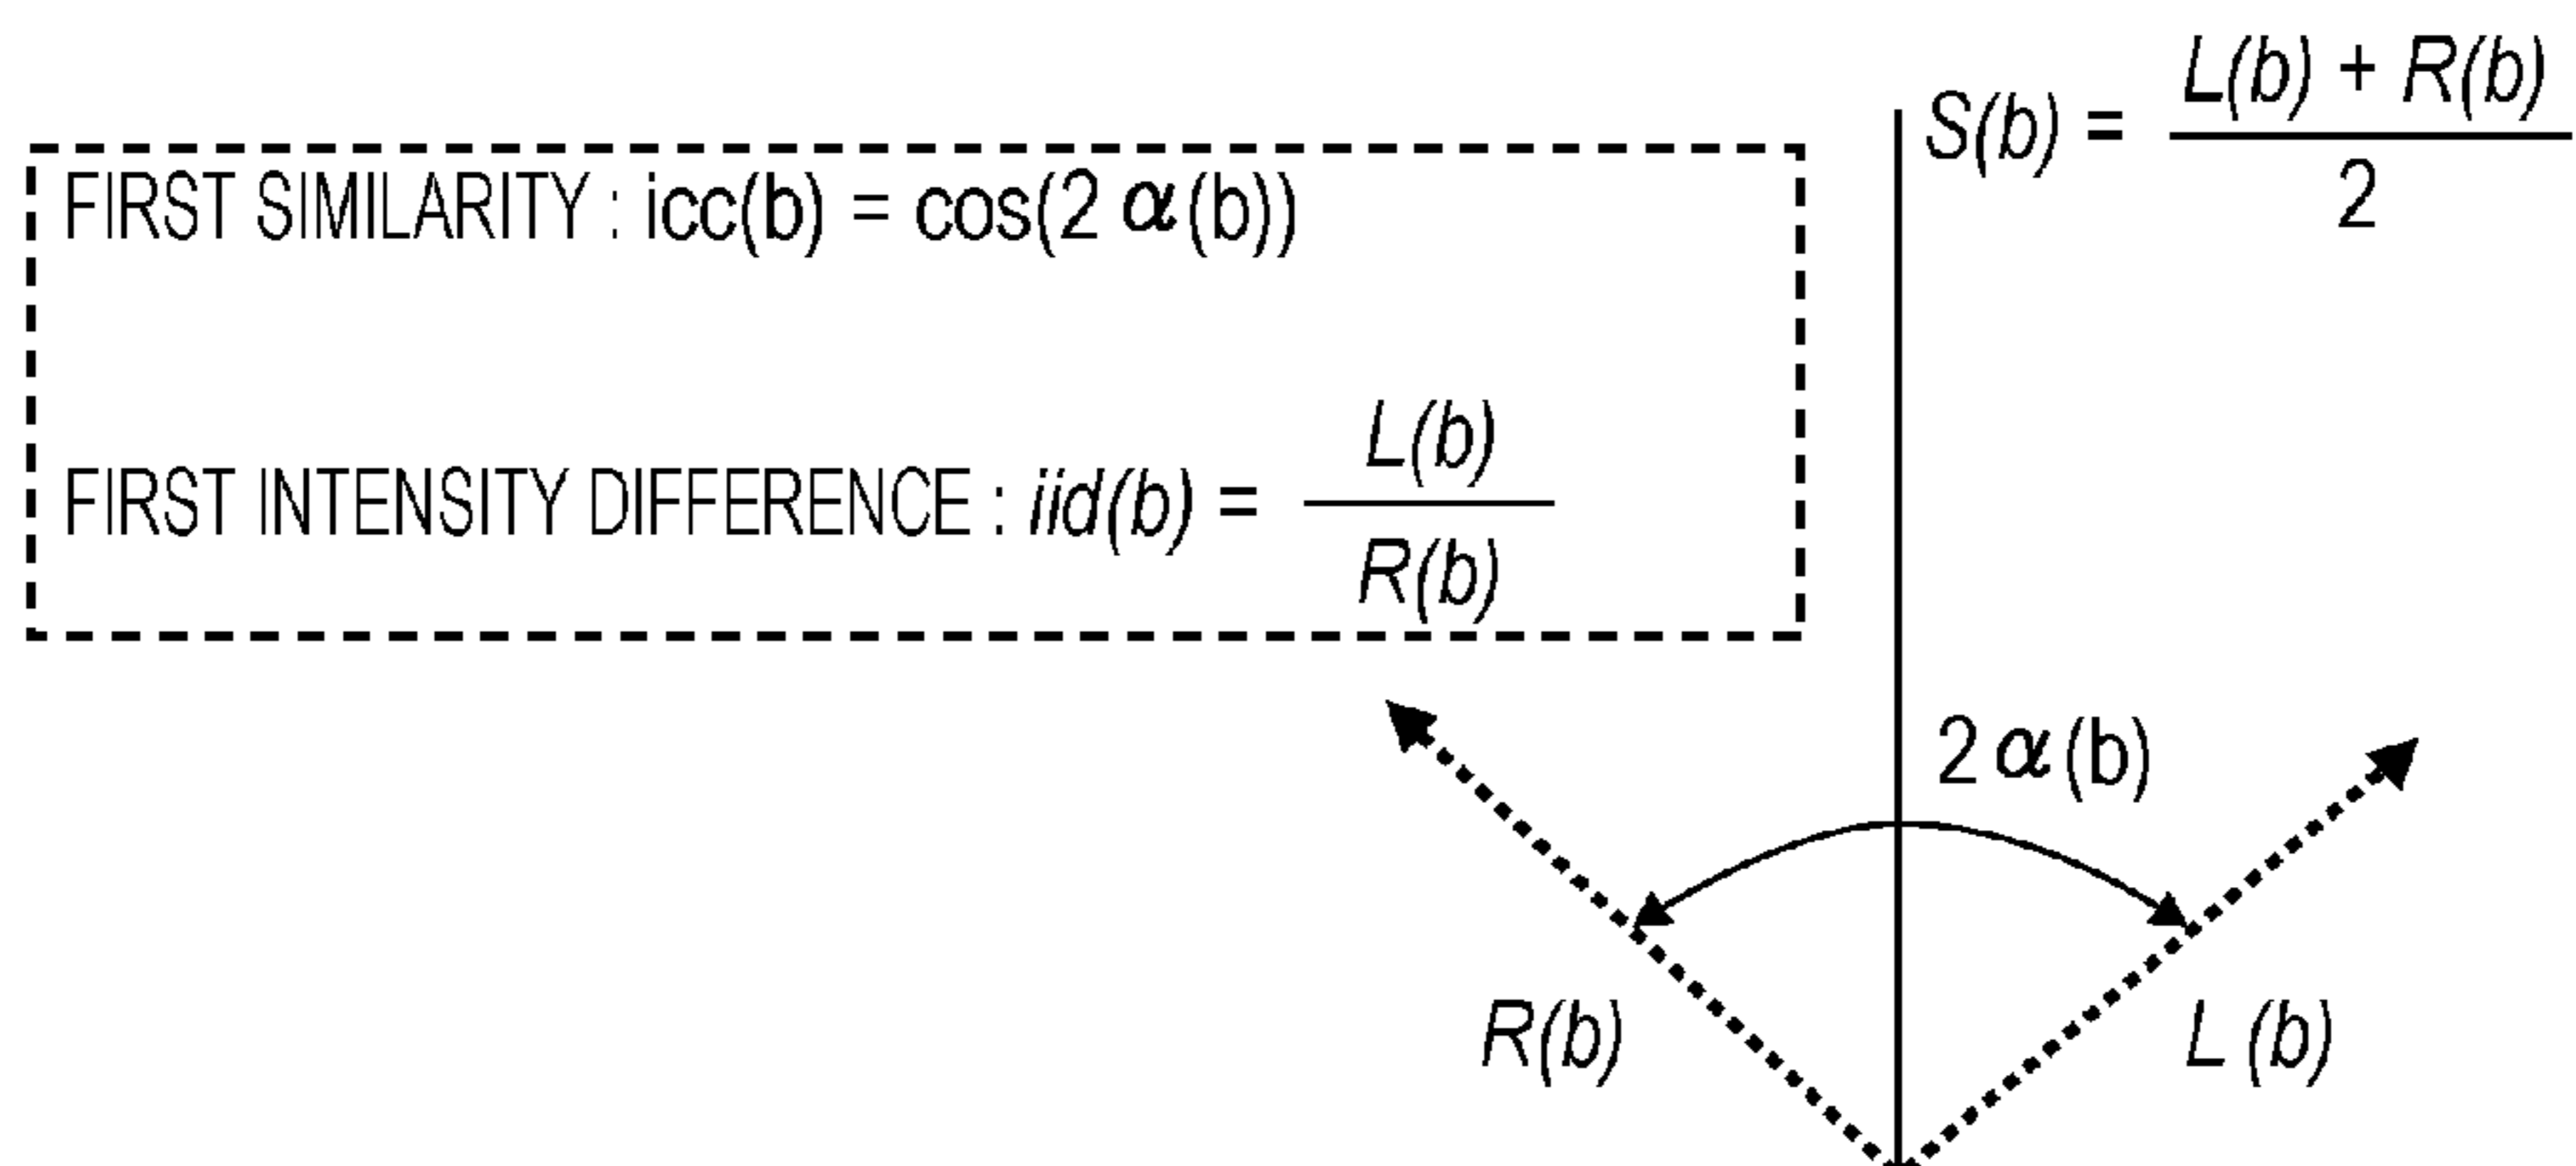 S(b) = L(b) + R(b) / 2
FIRST SIMILARITY : icc(b) = cos(2 α(b))
FIRST INTENSITY DIFFERENCE : iid(b) = L(b) / R(b)
2 α(b)
R(b)
L (b)